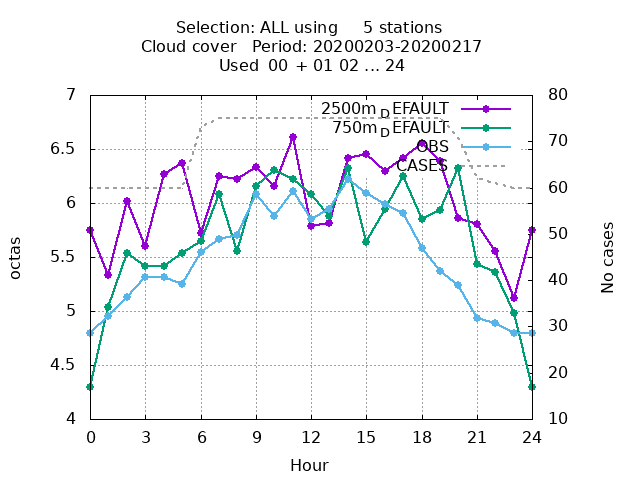 Selection: ALL using     5 stations
Cloud cover   Period: 20200203-20200217
Used 00 + 01 02 ... 24
7 80
2500m_DEFAULT
750m_DEFAULT
6.5 70
OBS
CASES
6 60
octas
5.5 50
No cases
5 40
30
4.5 20
4 10
0 3 6 9 12 15 18 21 24
Hour